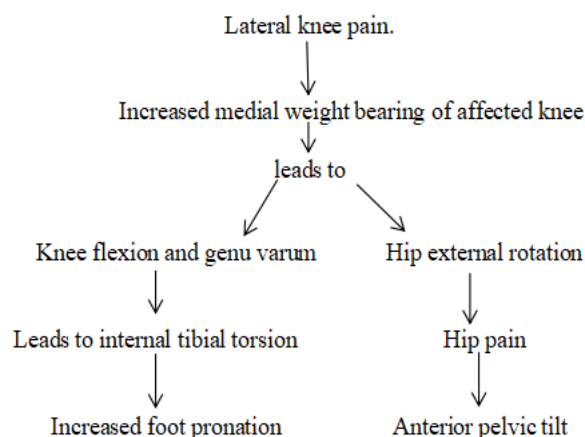 Lateral knee pain.
Increased medial weight bearing of affected knee
leads to
Knee flexion and genu varum
Hip external rotation
Leads to internal tibial torsion
Hip pain
Increased foot pronation
Anterior pelvic tilt